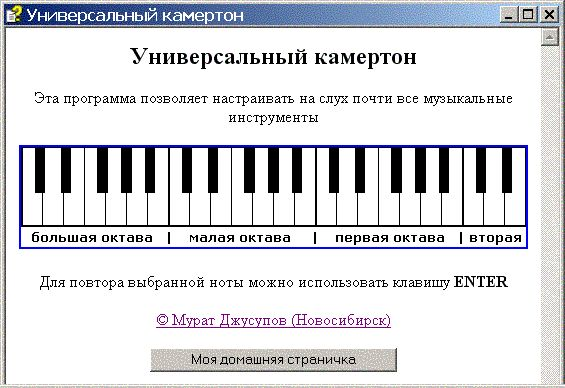 Универсальный камертон
Универсальный камертон
Эта программа позволяет настраивать на слух почти все музыкальные
инструменты
большая октава | малая октава | первая октава | вторая
Для повтора выбранной ноты можно использовать клавишу ENTER
© Мурат Джусупов (Новосибирск)
Моя домашняя страничка